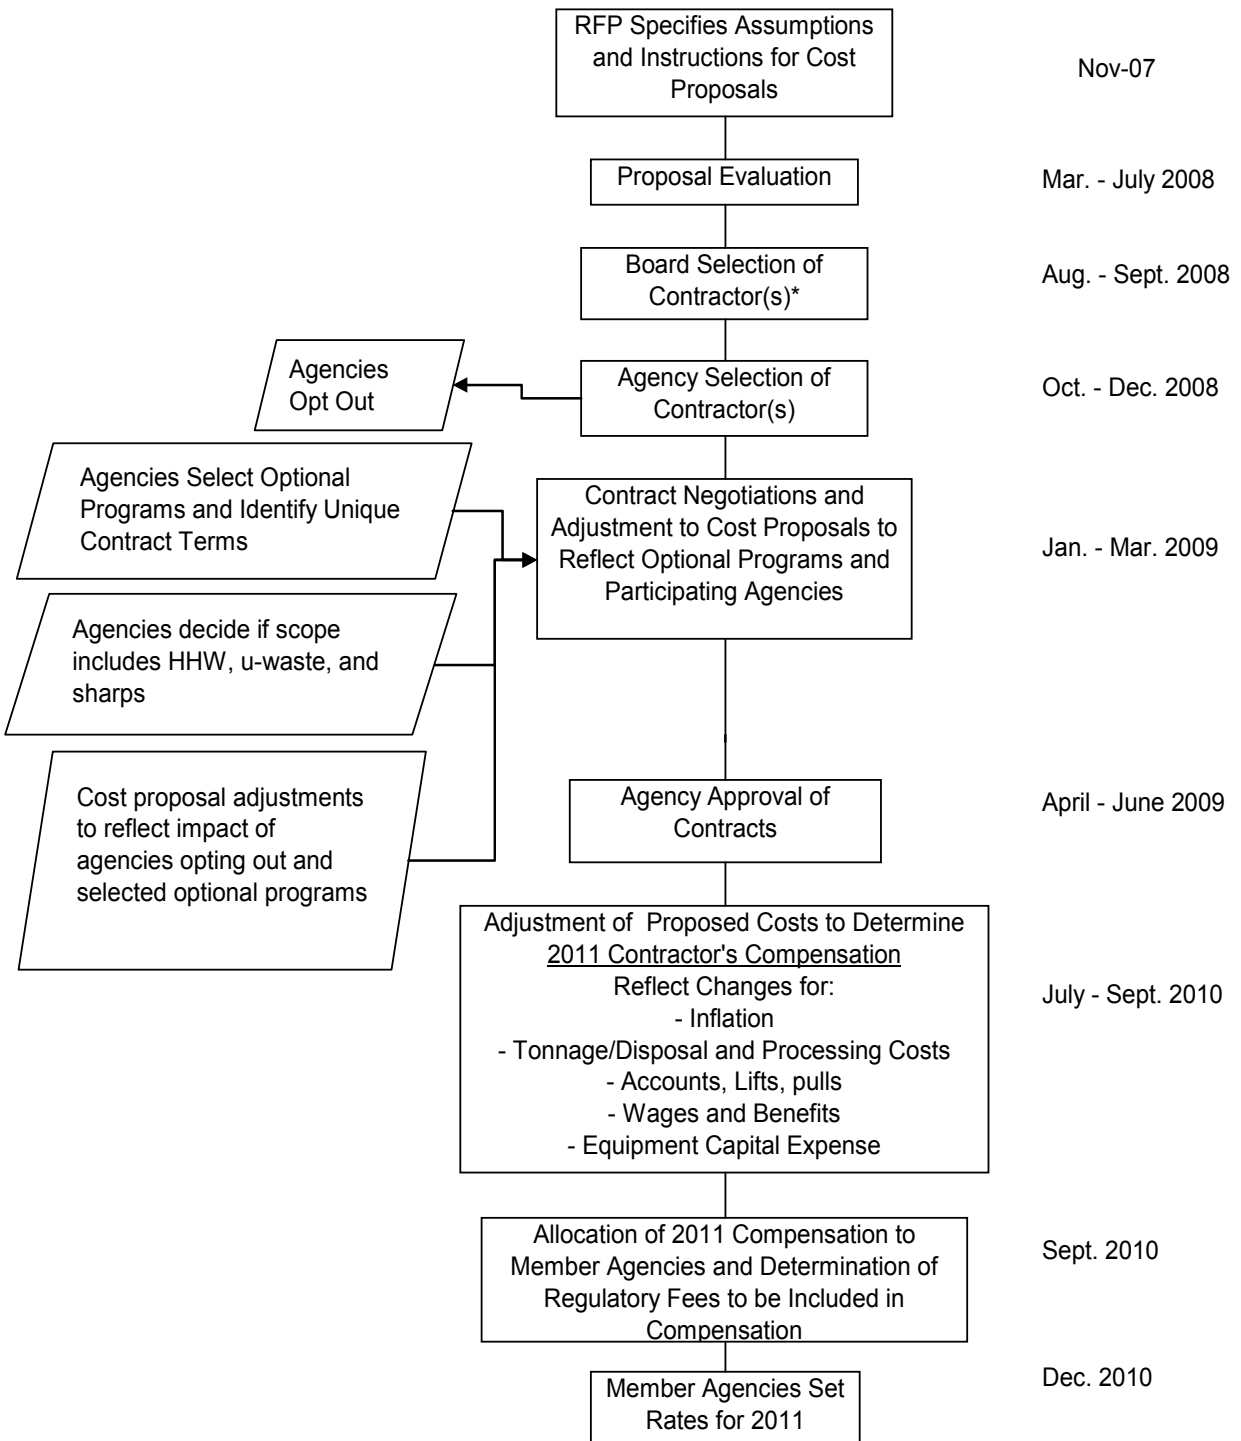 RFP Specifies Assumptions
and Instructions for Cost
Proposals
Nov-07
Proposal Evaluation
Mar. - July 2008
Board Selection of
Contractor(s)*
Aug. - Sept. 2008
Agencies
Opt Out
Agency Selection of
Contractor(s)
Oct. - Dec. 2008
Agencies Select Optional
Programs and Identify Unique
Contract Terms
Contract Negotiations and
Adjustment to Cost Proposals to
Reflect Optional Programs and
Participating Agencies
Jan. - Mar. 2009
Agencies decide if scope
includes HHW, u-waste, and
sharps
Cost proposal adjustments
to reflect impact of
agencies opting out and
selected optional programs
Agency Approval of
Contracts
April - June 2009
Adjustment of  Proposed Costs to Determine
2011 Contractor's Compensation
Reflect Changes for:
- Inflation
- Tonnage/Disposal and Processing Costs
- Accounts, Lifts, pulls
- Wages and Benefits
- Equipment Capital Expense
July - Sept. 2010
Allocation of 2011 Compensation to
Member Agencies and Determination of
Regulatory Fees to be Included in
Compensation
Sept. 2010
Member Agencies Set
Rates for 2011
Dec. 2010